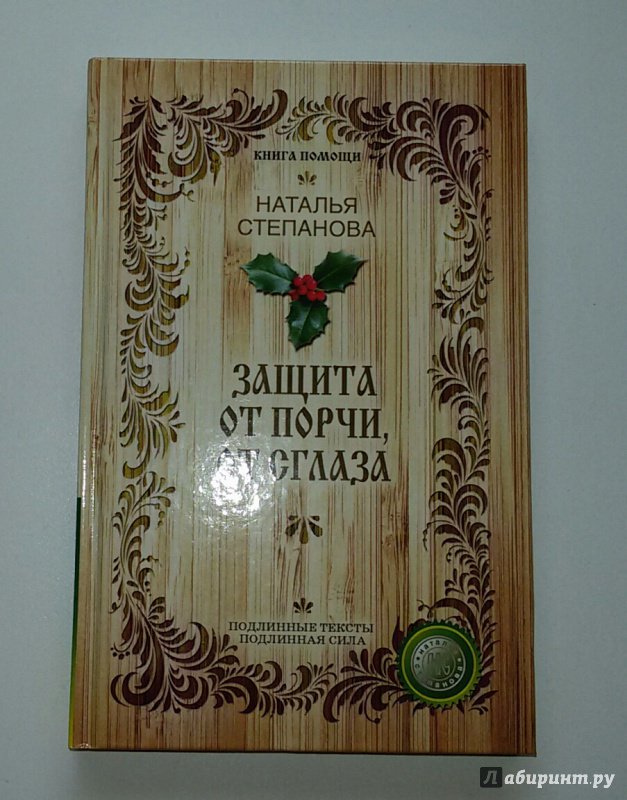 КНИГА ПОМОЩИ
НАТАЛЬЯ
СТЕПАНОВА
ЗАЩИТА
ОТ ПОРЧИ,
ОТ СГЛАЗА
ПОДЛИННЫЕ ТЕКСТЫ
ПОДЛИННАЯ СИЛА
Лабиринт.ру